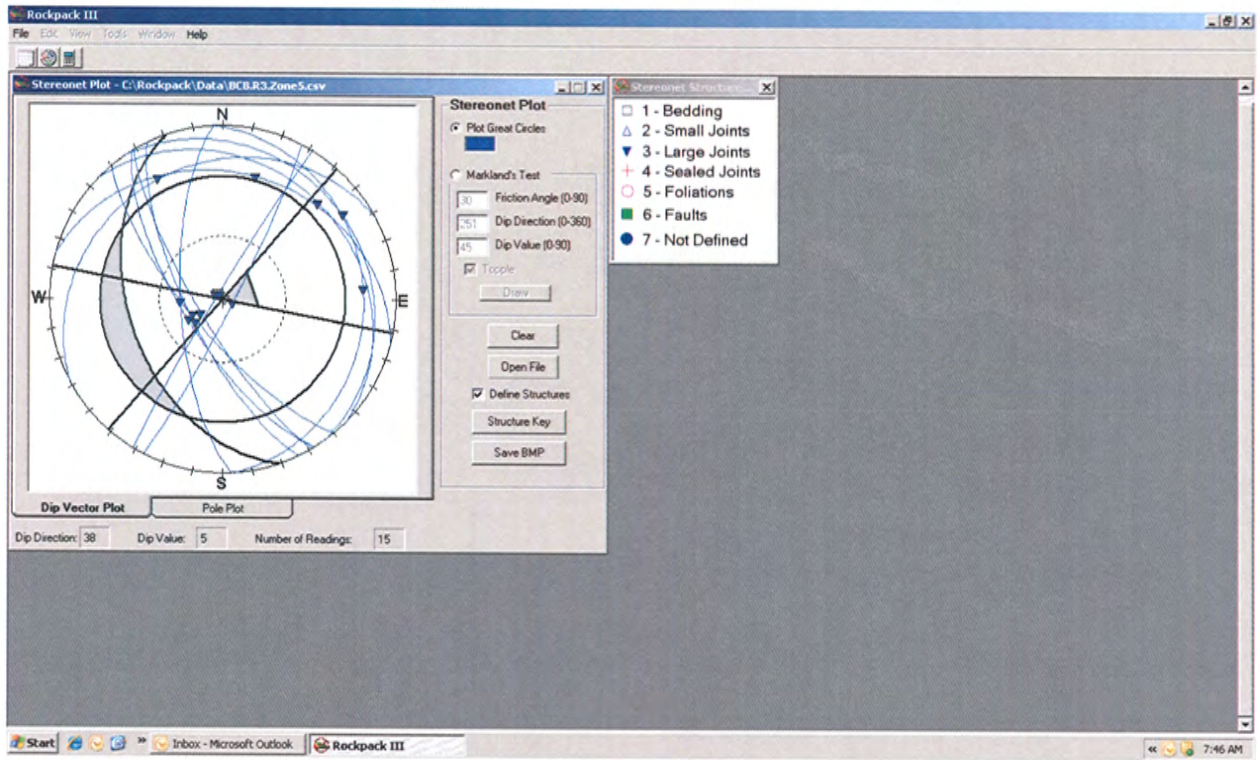 Rockpack III
File Edit View Tools Window Help
Stereonet Plot - C:\Rockpack\Data\BCB.R3.Zone5.csv
N
W
E
S
Dip Vector Plot
Pole Plot
Dip Direction: 38 Dip Value: 5 Number of Readings: 15
Stereonet Plot
Plot Great Circles
Markland's Test
30 Friction Angle (0-90)
251 Dip Direction (0-360)
45 Dip Value (0-90)
Topple
Draw
Clear
Open File
Define Structures
Structure Key
Save BMP
Stereonet
1 - Bedding
2 - Small Joints
3 - Large Joints
4 - Sealed Joints
5 - Foliations
6 - Faults
7 - Not Defined
Start » Inbox - Microsoft Outlook Rockpack III « 7:46 AM